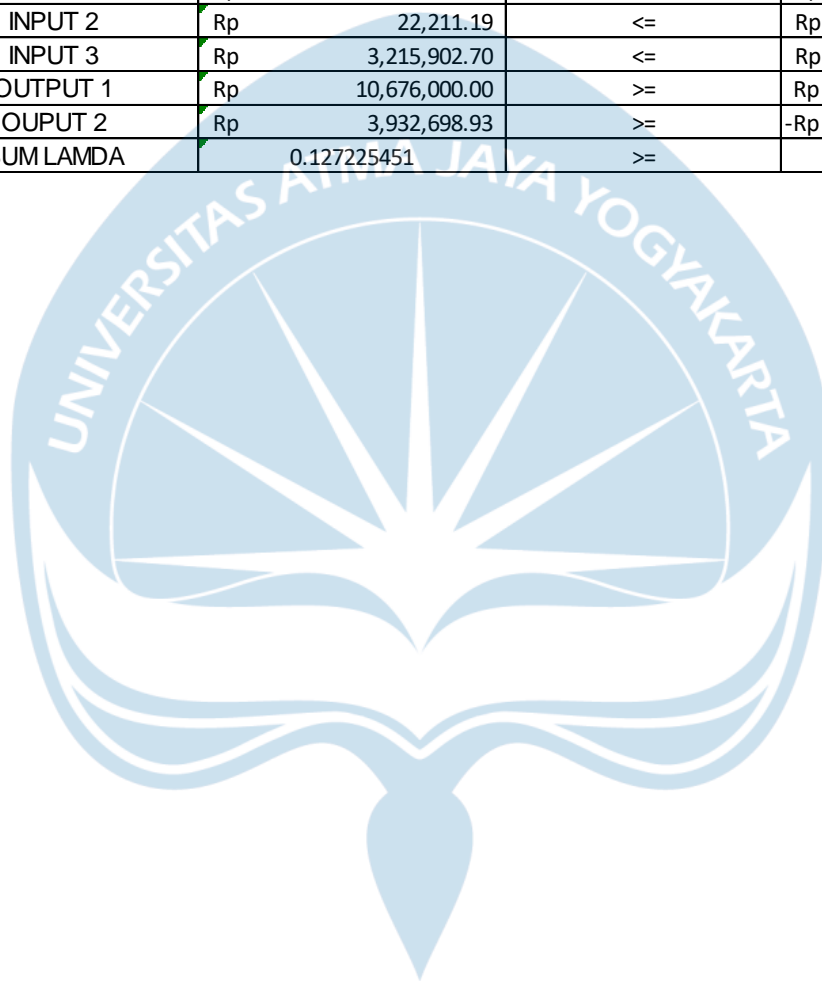 INPUT 2 Rp 22,211.19 <= Rp
INPUT 3 Rp 3,215,902.70 <= Rp
OUTPUT 1 Rp 10,676,000.00 >= Rp
OUPUT 2 Rp 3,932,698.93 >= -Rp
UM LAMDA 0.127225451 >=
UNIVERSITAS ATMA JAYA YOGYAKARTA